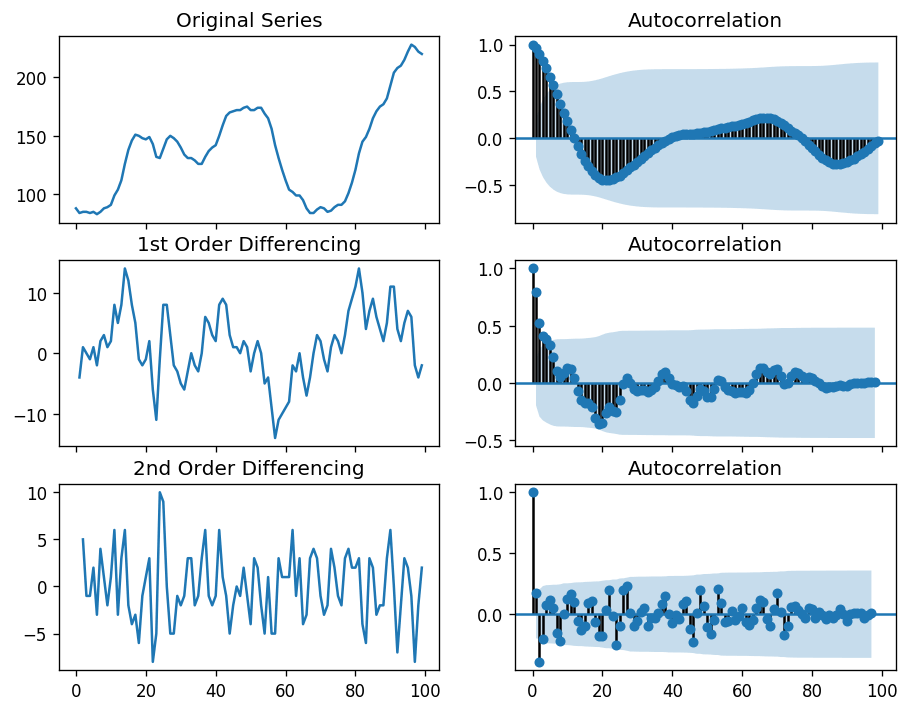 Original Series
Autocorrelation
200
150
100
1.0
0.5
0.0
−0.5
1st Order Differencing
Autocorrelation
10
0
−10
1.0
0.5
0.0
−0.5
2nd Order Differencing
Autocorrelation
10
5
0
−5
1.0
0.5
0.0
0 20 40 60 80 100
0 20 40 60 80 100